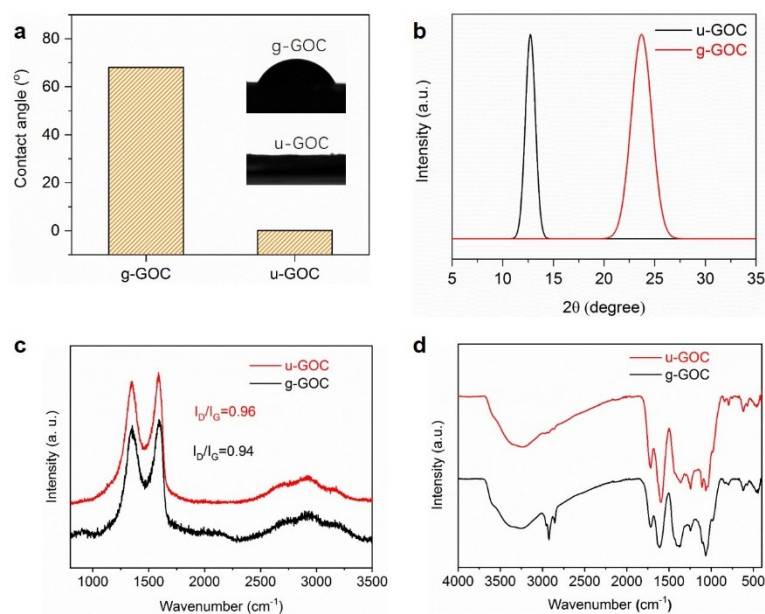 a
Contact angle (°)
80
60
40
20
0
g-GOC
u-GOC
g-GOC
u-GOC
b
Intensity (a.u.)
u-GOC
g-GOC
5
10
15
20
25
30
35
2θ (degree)
c
Intensity (a. u.)
u-GOC
g-GOC
I_D/I_G=0.96
I_D/I_G=0.94
1000
1500
2000
2500
3000
3500
Wavenumber (cm⁻¹)
d
Intensity (a.u.)
u-GOC
g-GOC
4000
3500
3000
2500
2000
1500
1000
500
Wavenumber (cm⁻¹)